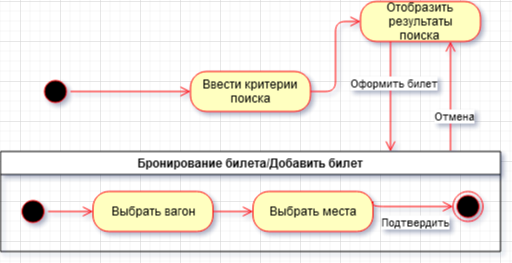 Отобразить
результаты
поиска
Ввести критерии
поиска
Оформить билет
Отмена
Бронирование билета/Добавить билет
Выбрать вагон
Выбрать места
Подтвердить